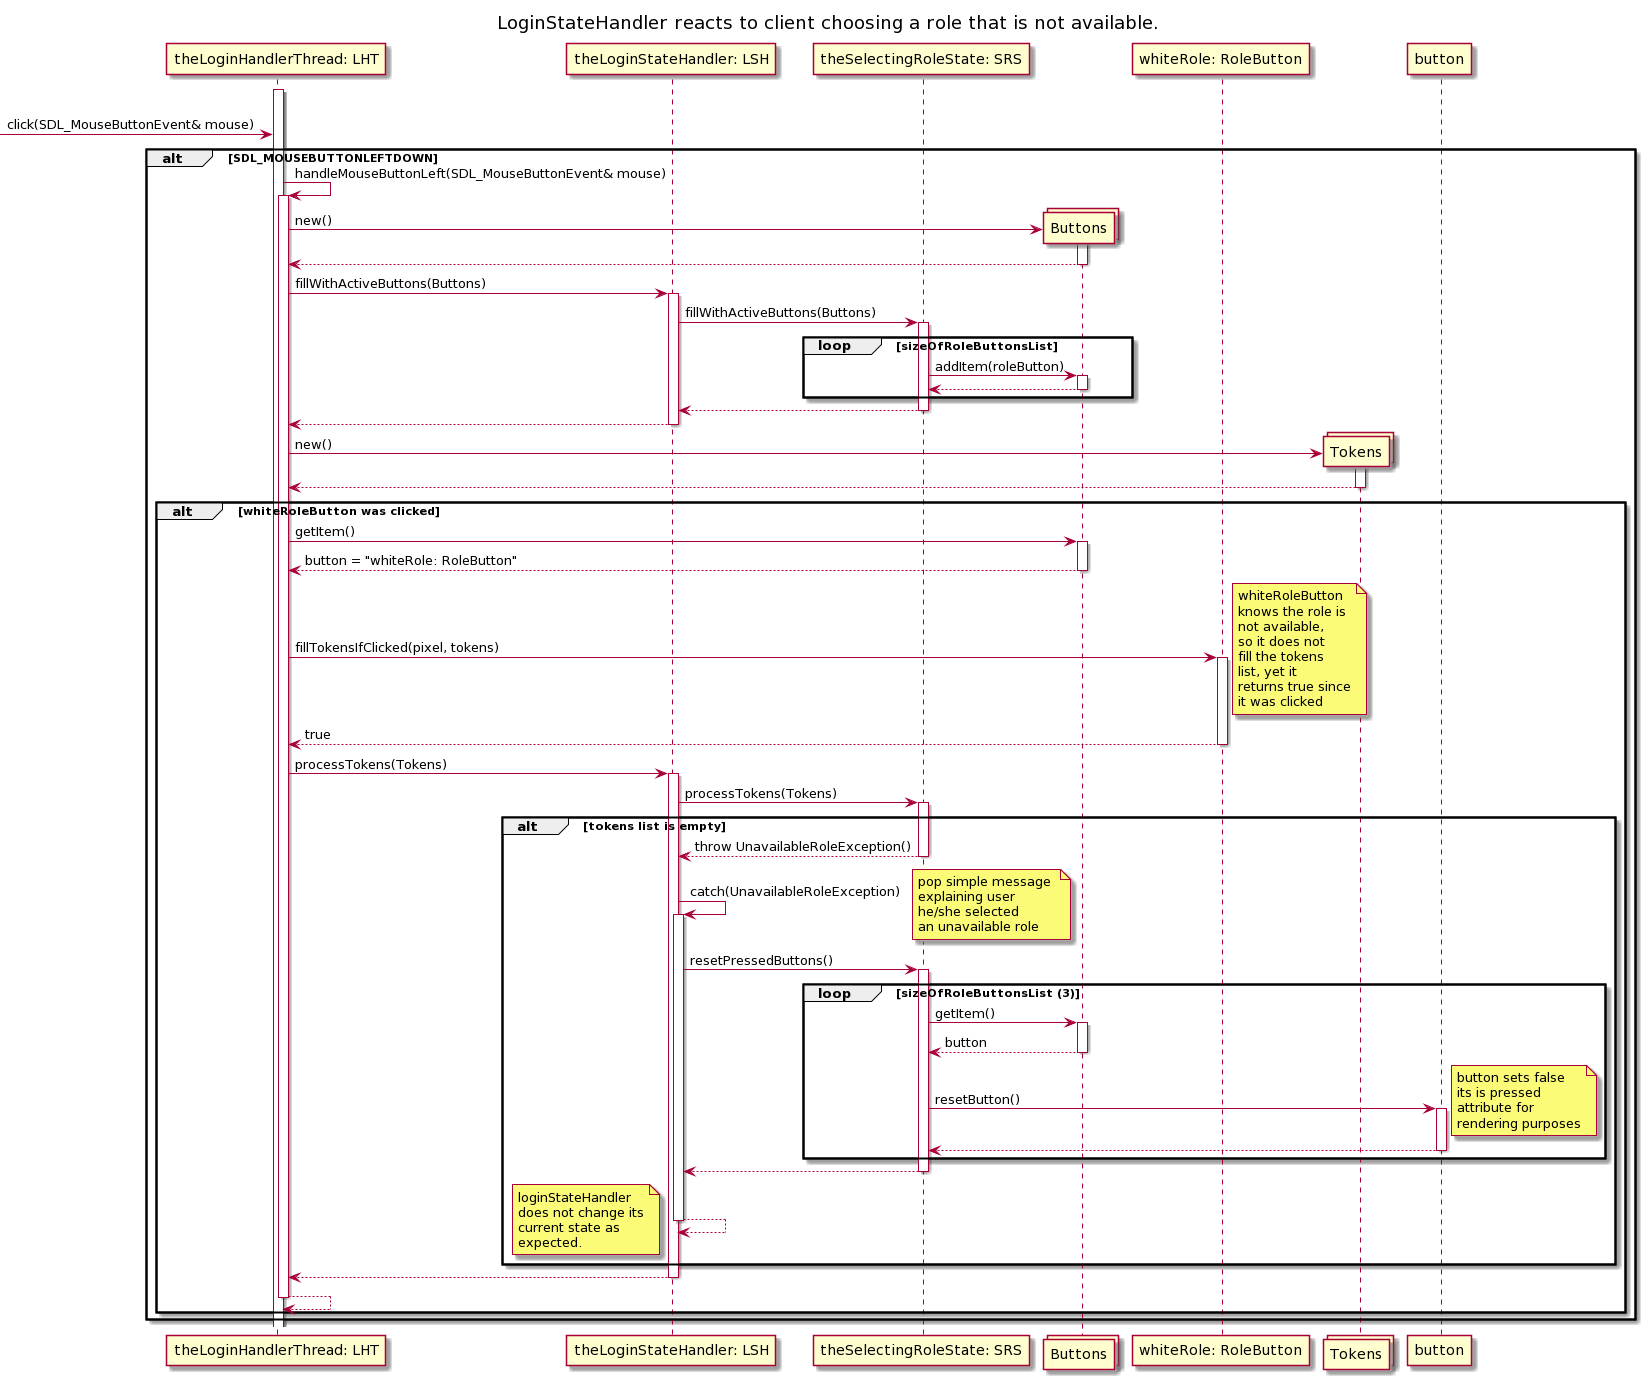 LoginStateHandler reacts to client choosing a role that is not available.
theLoginHandlerThread: LHT
theLoginStateHandler: LSH
theSelectingRoleState: SRS
whiteRole: RoleButton
button
click(SDL_MouseButtonEvent& mouse)
alt
[SDL_MOUSEBUTTONLEFTDOWN]
handleMouseButtonLeft(SDL_MouseButtonEvent& mouse)
new()
Buttons
fillWithActiveButtons(Buttons)
fillWithActiveButtons(Buttons)
loop
[sizeOfRoleButtonsList]
addItem(roleButton)
new()
Tokens
alt
[whiteRoleButton was clicked]
getItem()
button = "whiteRole: RoleButton"
whiteRoleButton
knows the role is
not available,
so it does not
fill the tokens
list, yet it
returns true since
it was clicked
fillTokensIfClicked(pixel, tokens)
true
processTokens(Tokens)
processTokens(Tokens)
alt
[tokens list is empty]
throw UnavailableRoleException()
catch(UnavailableRoleException)
pop simple message
explaining user
he/she selected
an unavailable role
resetPressedButtons()
loop
[sizeOfRoleButtonsList (3)]
getItem()
button
button sets false
its is pressed
attribute for
rendering purposes
resetButton()
loginStateHandler
does not change its
current state as
expected.
theLoginHandlerThread: LHT
theLoginStateHandler: LSH
theSelectingRoleState: SRS
Buttons
whiteRole: RoleButton
Tokens
button